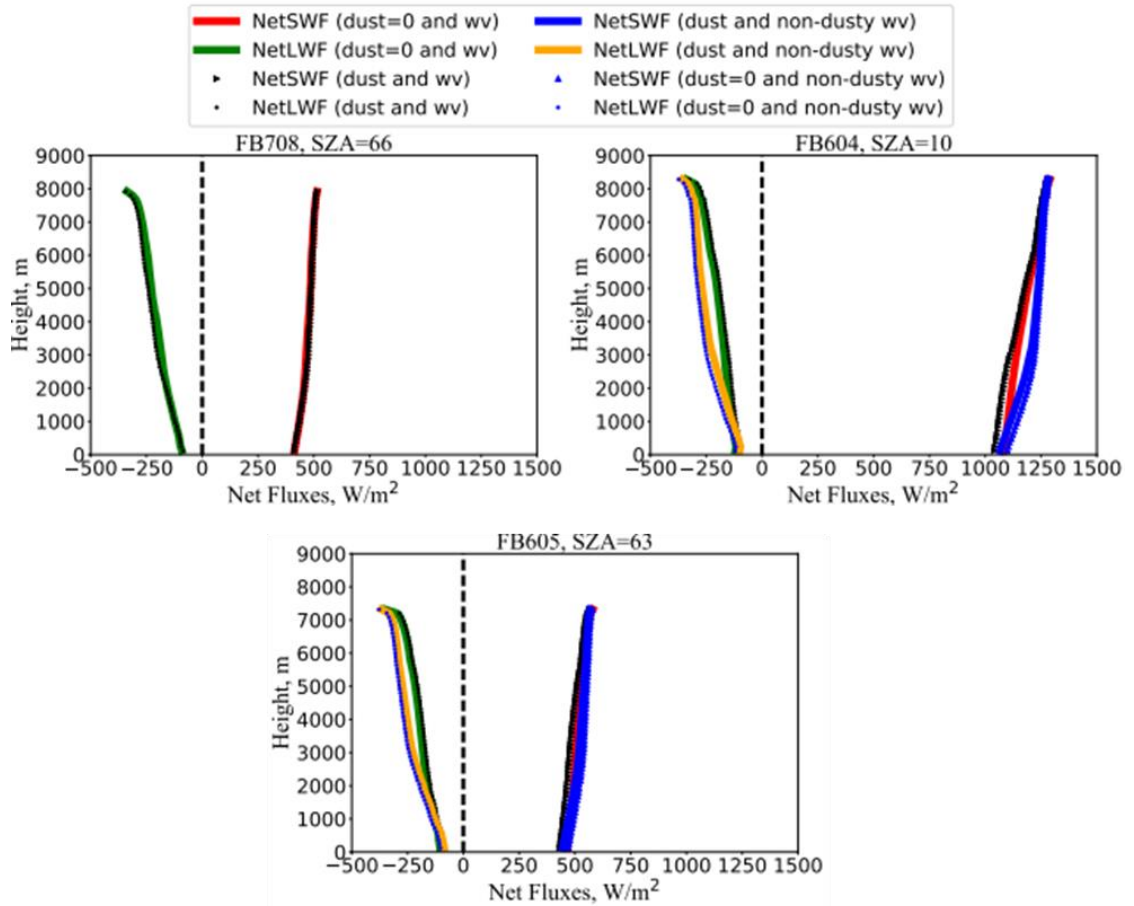 NetSWF (dust=0 and wv)
NetLWF (dust=0 and wv)
NetSWF (dust and wv)
NetLWF (dust and wv)
NetSWF (dust and non-dusty wv)
NetLWF (dust and non-dusty wv)
NetSWF (dust=0 and non-dusty wv)
NetLWF (dust=0 and non-dusty wv)
FB708, SZA=66
9000
8000
7000
6000
5000
4000
3000
2000
1000
0
Height, m
−500 −250 0 250 500 750 1000 1250 1500
Net Fluxes, W/m²
FB604, SZA=10
9000
8000
7000
6000
5000
4000
3000
2000
1000
0
Height, m
−500 −250 0 250 500 750 1000 1250 1500
Net Fluxes, W/m²
FB605, SZA=63
9000
8000
7000
6000
5000
4000
3000
2000
1000
0
Height, m
−500 −250 0 250 500 750 1000 1250 1500
Net Fluxes, W/m²